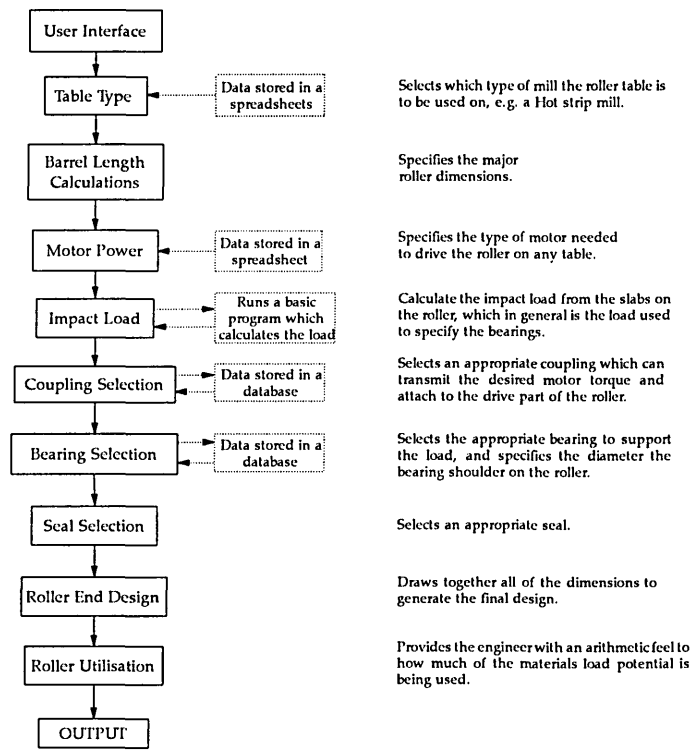 User Interface
Table Type
Data stored in a
spreadsheets
Selects which type of mill the roller table is
to be used on, e.g. a Hot strip mill.
Barrel Length
Calculations
Specifies the major
roller dimensions.
Motor Power
Data stored in a
spreadsheet
Specifies the type of motor needed
to drive the roller on any table.
Impact Load
Runs a basic
program which
calculates the load
Calculate the impact load from the slabs on
the roller, which in general is the load used
to specify the bearings.
Coupling Selection
Data stored in a
database
Selects an appropriate coupling which can
transmit the desired motor torque and
attach to the drive part of the roller.
Bearing Selection
Data stored in a
database
Selects the appropriate bearing to support
the load, and specifies the diameter the
bearing shoulder on the roller.
Seal Selection
Selects an appropriate seal.
Roller End Design
Draws together all of the dimensions to
generate the final design.
Roller Utilisation
Provides the engineer with an arithmetic feel to
how much of the materials load potential is
being used.
OUTPUT